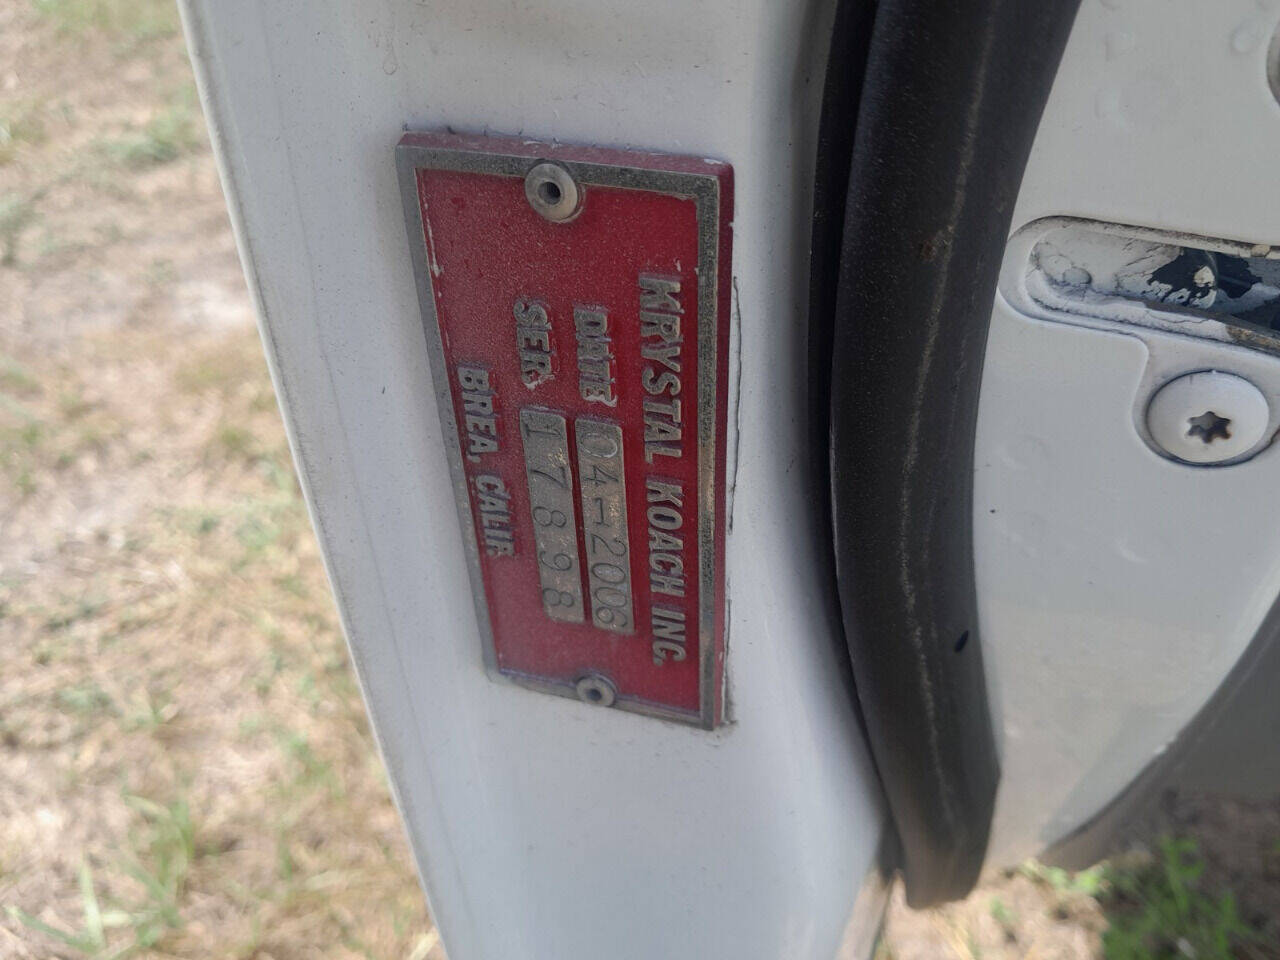 KRYSTAL KOACH INC.
DATE 04-2006
SER. 17898
BREA, CALIF.